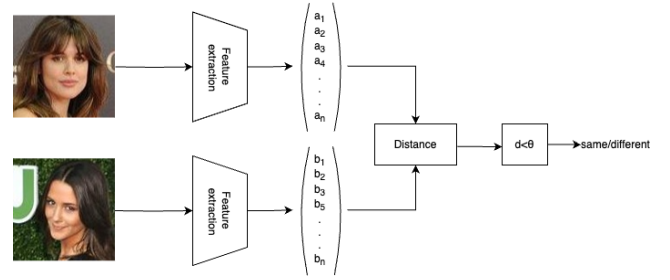 Feature
extraction
a1
a2
a3
a4
.
.
.
an
Distance
d<θ
same/different
Feature
extraction
b1
b2
b3
b5
.
.
.
bn